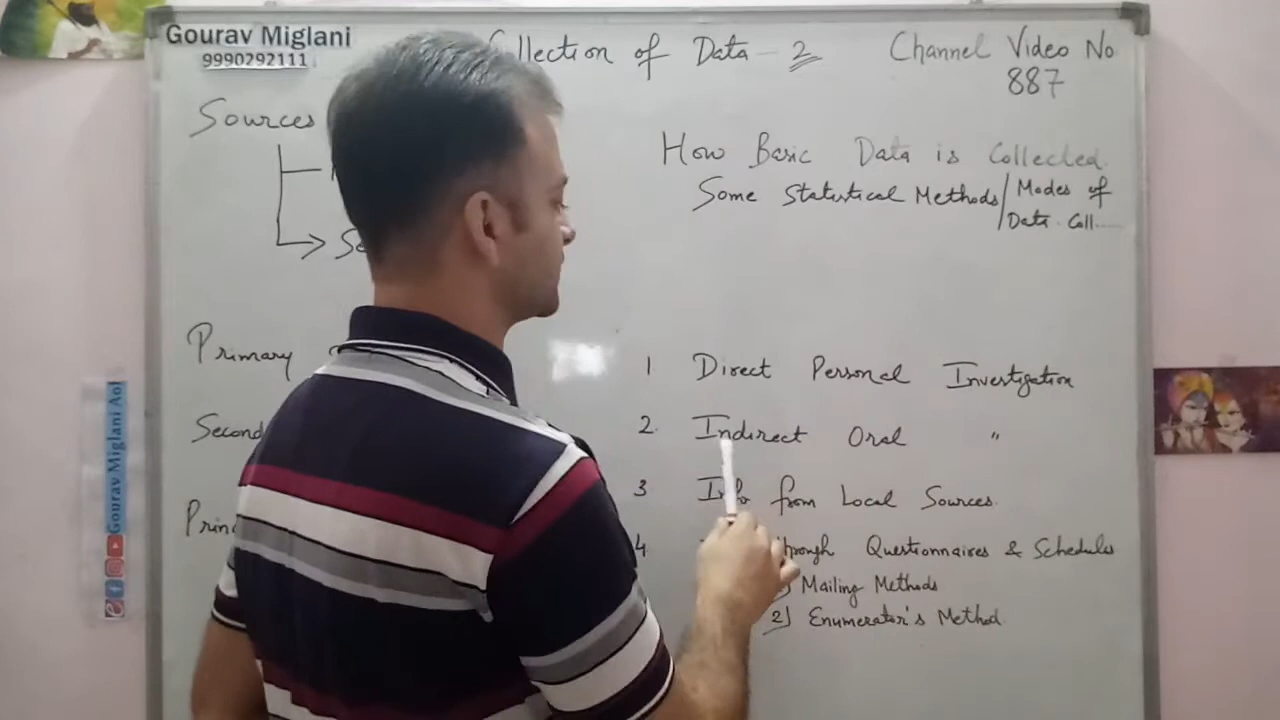 Gourav Miglani
9990292111
llection of Data - 2
Channel Video No
887
Sources
How Basic Data is Collected
Some Statistical Methods / Modes of
Data Coll.....
Primary
Second
Prin
1 Direct Personal Investigation
2. Indirect Oral "
3 Info from Local Sources.
4 through Questionnaires & Schedules
Mailing Methods
2) Enumerator's Method.
Gourav Miglani Aol